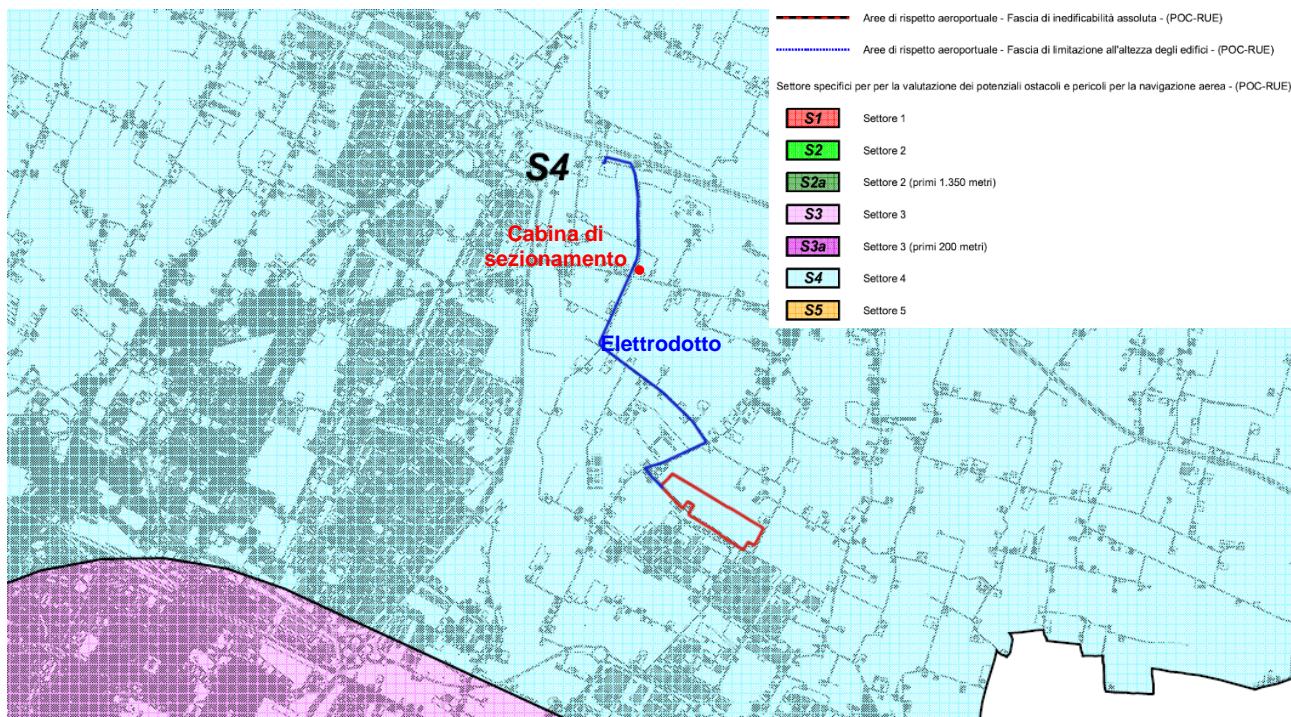 Aree di rispetto aeroportuale - Fascia di inedificabilità assoluta - (POC-RUE)
Aree di rispetto aeroportuale - Fascia di limitazione all'altezza degli edifici - (POC-RUE)
Settore specifici per per la valutazione dei potenziali ostacoli e pericoli per la navigazione aerea - (POC-RUE)
S1 Settore 1
S2 Settore 2
S2a Settore 2 (primi 1.350 metri)
S3 Settore 3
S3a Settore 3 (primi 200 metri)
S4 Settore 4
S5 Settore 5
S4
Cabina di
sezionamento
Elettrodotto